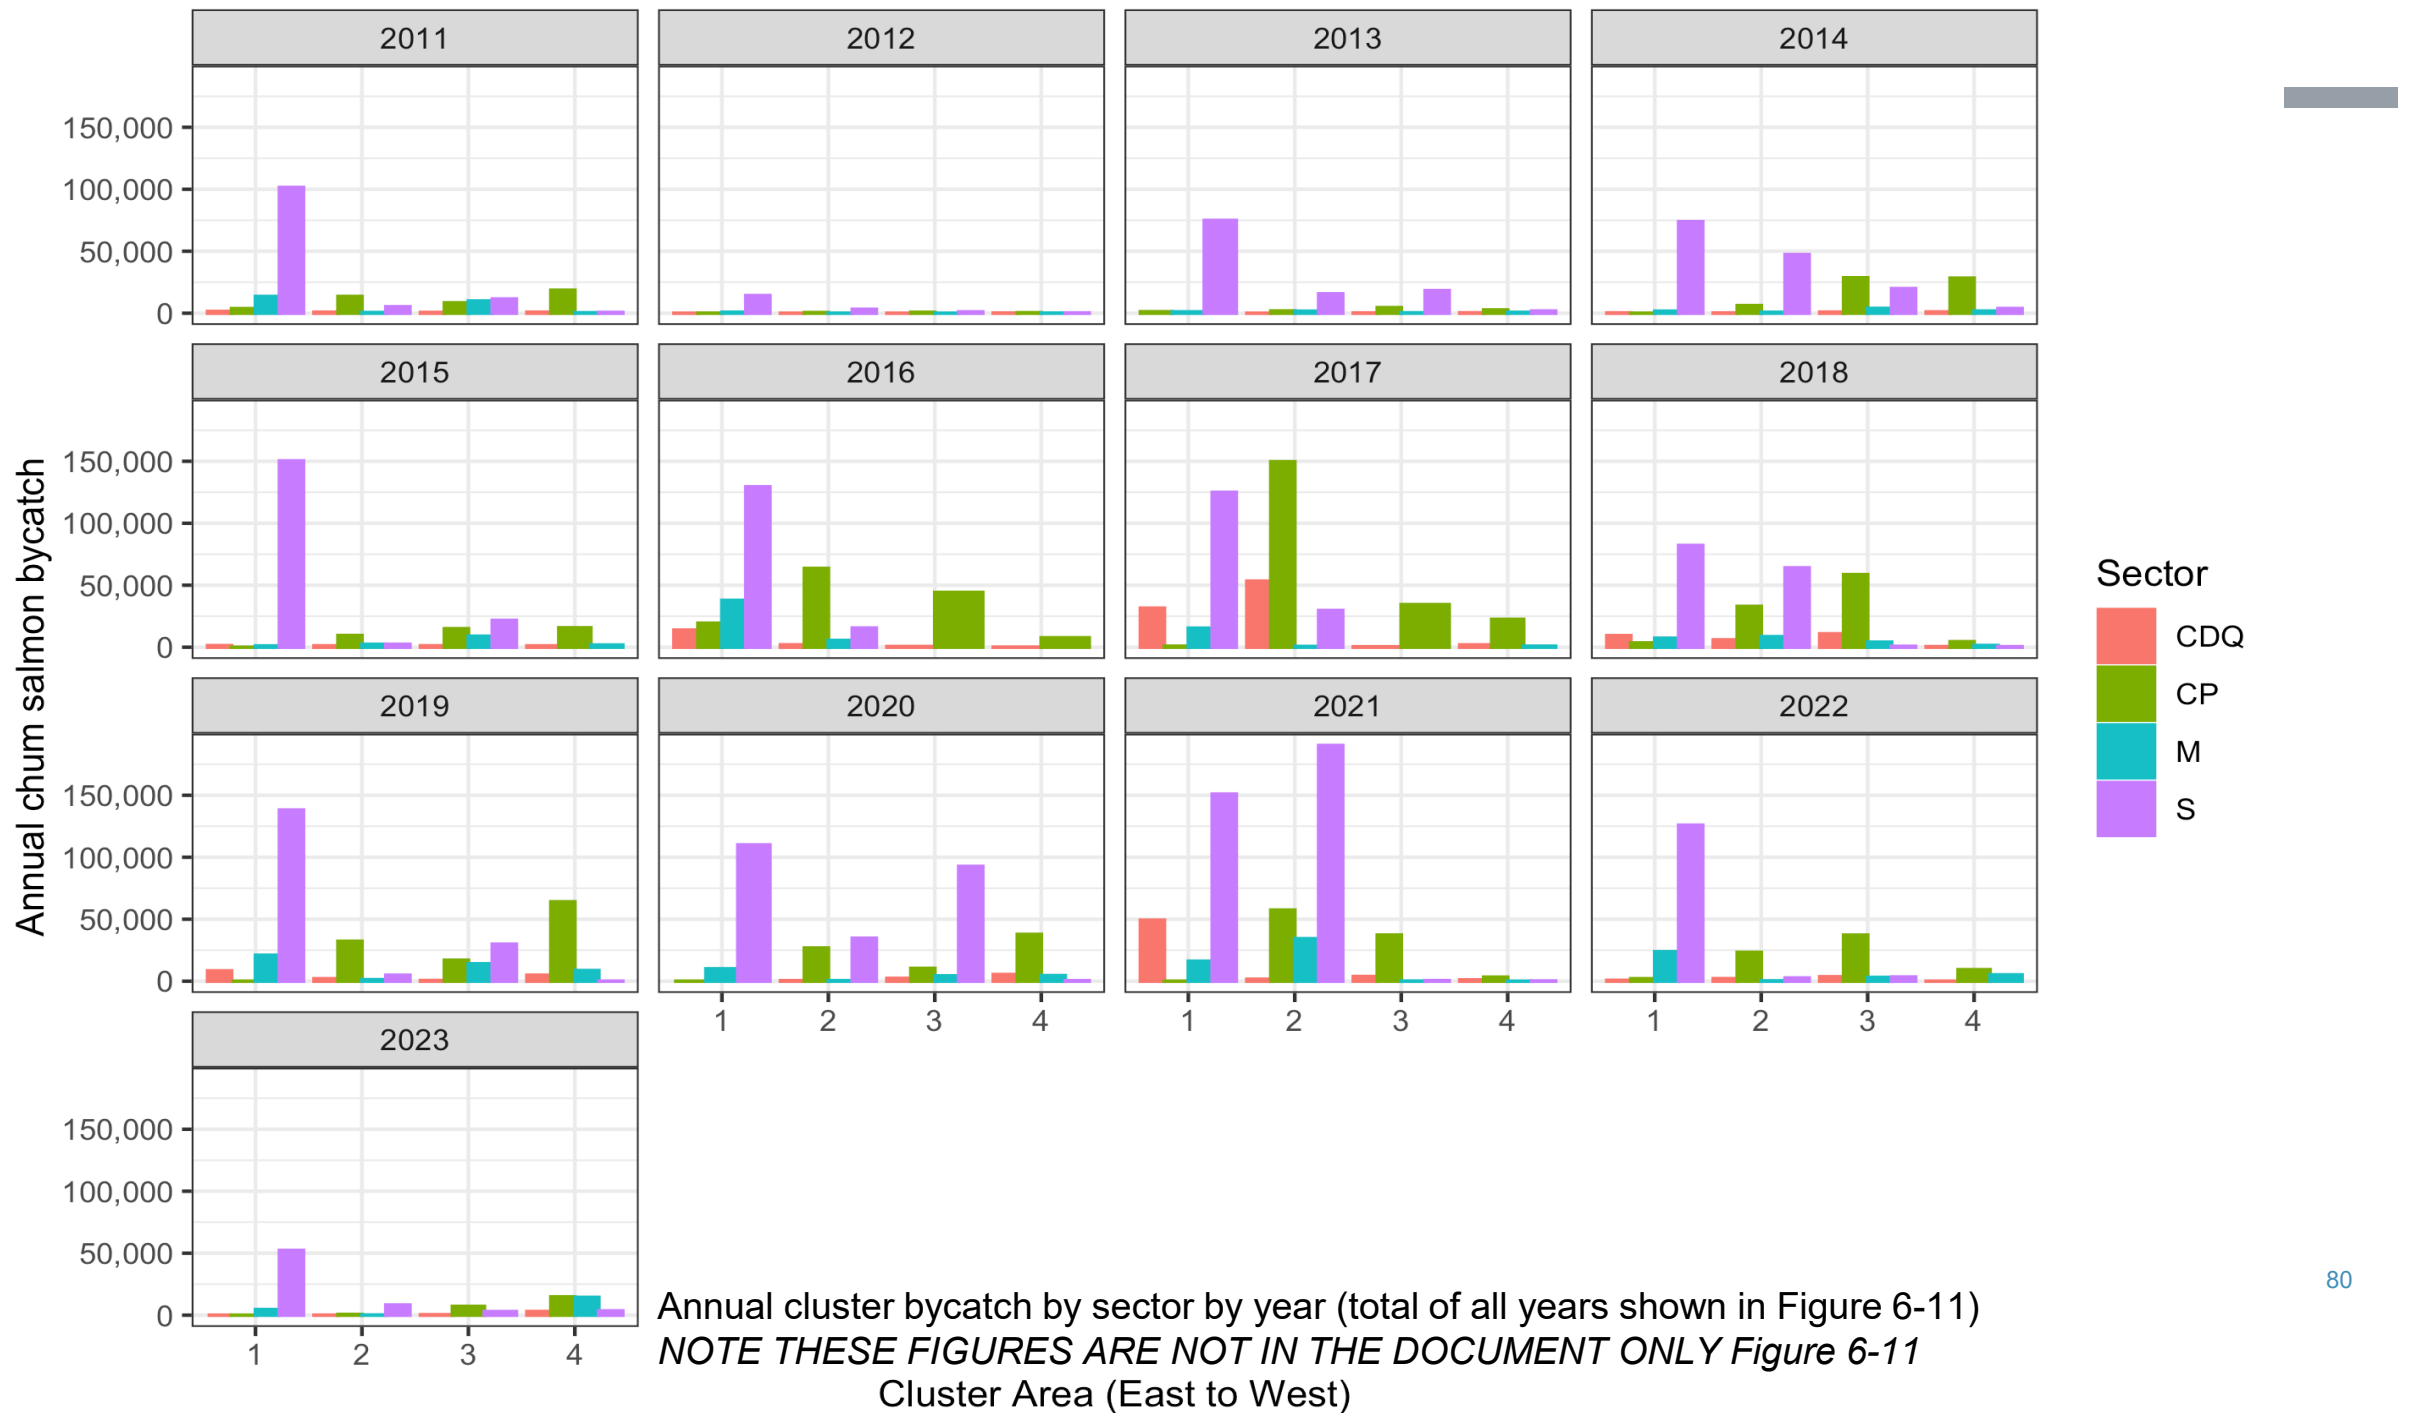 2011 2012 2013 2014
150,000
100,000
50,000
0
2015 2016 2017 2018
150,000
100,000
50,000
0
2019 2020 2021 2022
150,000
100,000
50,000
0
1 2 3 4 1 2 3 4 1 2 3 4
2023
150,000
100,000
50,000
0
1 2 3 4
Annual chum salmon bycatch
Sector
CDQ
CP
M
S
80
Annual cluster bycatch by sector by year (total of all years shown in Figure 6-11)
NOTE THESE FIGURES ARE NOT IN THE DOCUMENT ONLY Figure 6-11
Cluster Area (East to West)